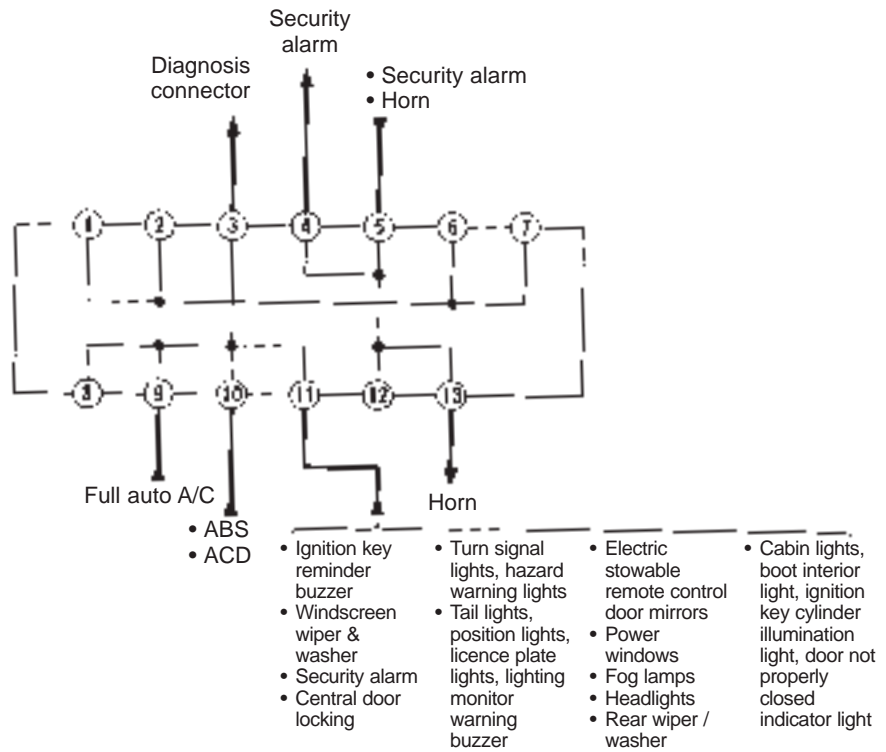 Security
alarm
Diagnosis
connector
• Security alarm
• Horn
1 2 3 4 5 6 7
8 9 10 11 12 13
Full auto A/C
• ABS
• ACD
Horn
• Ignition key
reminder
buzzer
• Windscreen
wiper &
washer
• Security alarm
• Central door
locking
• Turn signal
lights, hazard
warning lights
• Tail lights,
position lights,
licence plate
lights, lighting
monitor
warning
buzzer
• Electric
stowable
remote control
door mirrors
• Power
windows
• Fog lamps
• Headlights
• Rear wiper /
washer
• Cabin lights,
boot interior
light, ignition
key cylinder
illumination
light, door not
properly
closed
indicator light